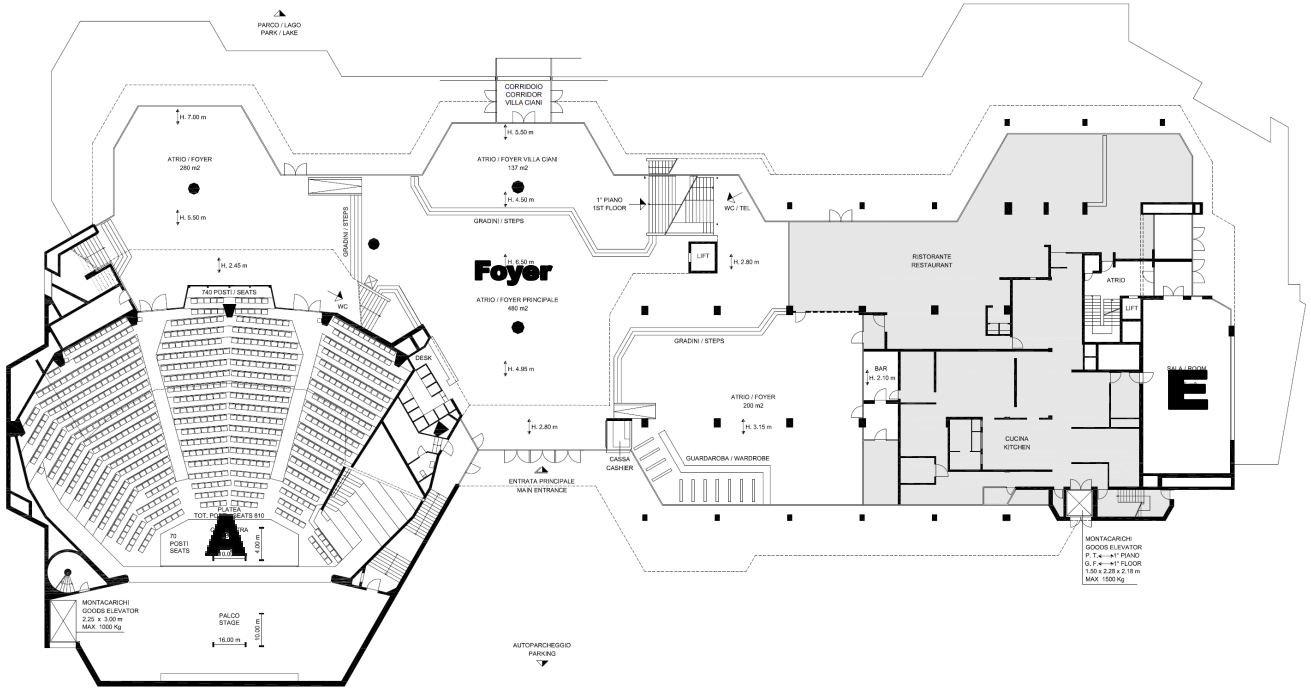 PARCO / LAGO
PARK / LAKE
CORRIDOIO
CORRIDOR
VILLA CIANI
H. 7.00 m
H. 5.50 m
ATRIO / FOYER
280 m2
ATRIO / FOYER VILLA CIANI
137 m2
H. 4.50 m
H. 5.50 m
GRADINI / STEPS
GRADINI / STEPS
1° PIANO
1ST FLOOR
WC / TEL
H. 2.45 m
H. 6.50 m
Foyer
LIFT
H. 2.80 m
RISTORANTE
RESTAURANT
ATRIO
740 POSTI / SEATS
WC
ATRIO / FOYER PRINCIPALE
480 m2
LIFT
GRADINI / STEPS
DESK
H. 4.95 m
BAR
H. 2.10 m
SALA / ROOM
E
ATRIO / FOYER
200 m2
H. 2.80 m
H. 3.15 m
CUCINA
KITCHEN
CASSA
CASHIER
GUARDAROBA / WARDROBE
ENTRATA PRINCIPALE
MAIN ENTRANCE
PLATEA
TOT. POSTI / SEATS 810
A
70
POSTI
SEATS
4.00 m
MONTACARICHI
GOODS ELEVATOR
P. T. 1° PIANO
G. F. 1° FLOOR
1.50 x 2.28 x 2.18 m
MAX 1500 Kg
MONTACARICHI
GOODS ELEVATOR
2.25 x 3.00 m
MAX 1000 Kg
PALCO
STAGE
16.00 m
10.00 m
AUTOPARCHEGGIO
PARKING